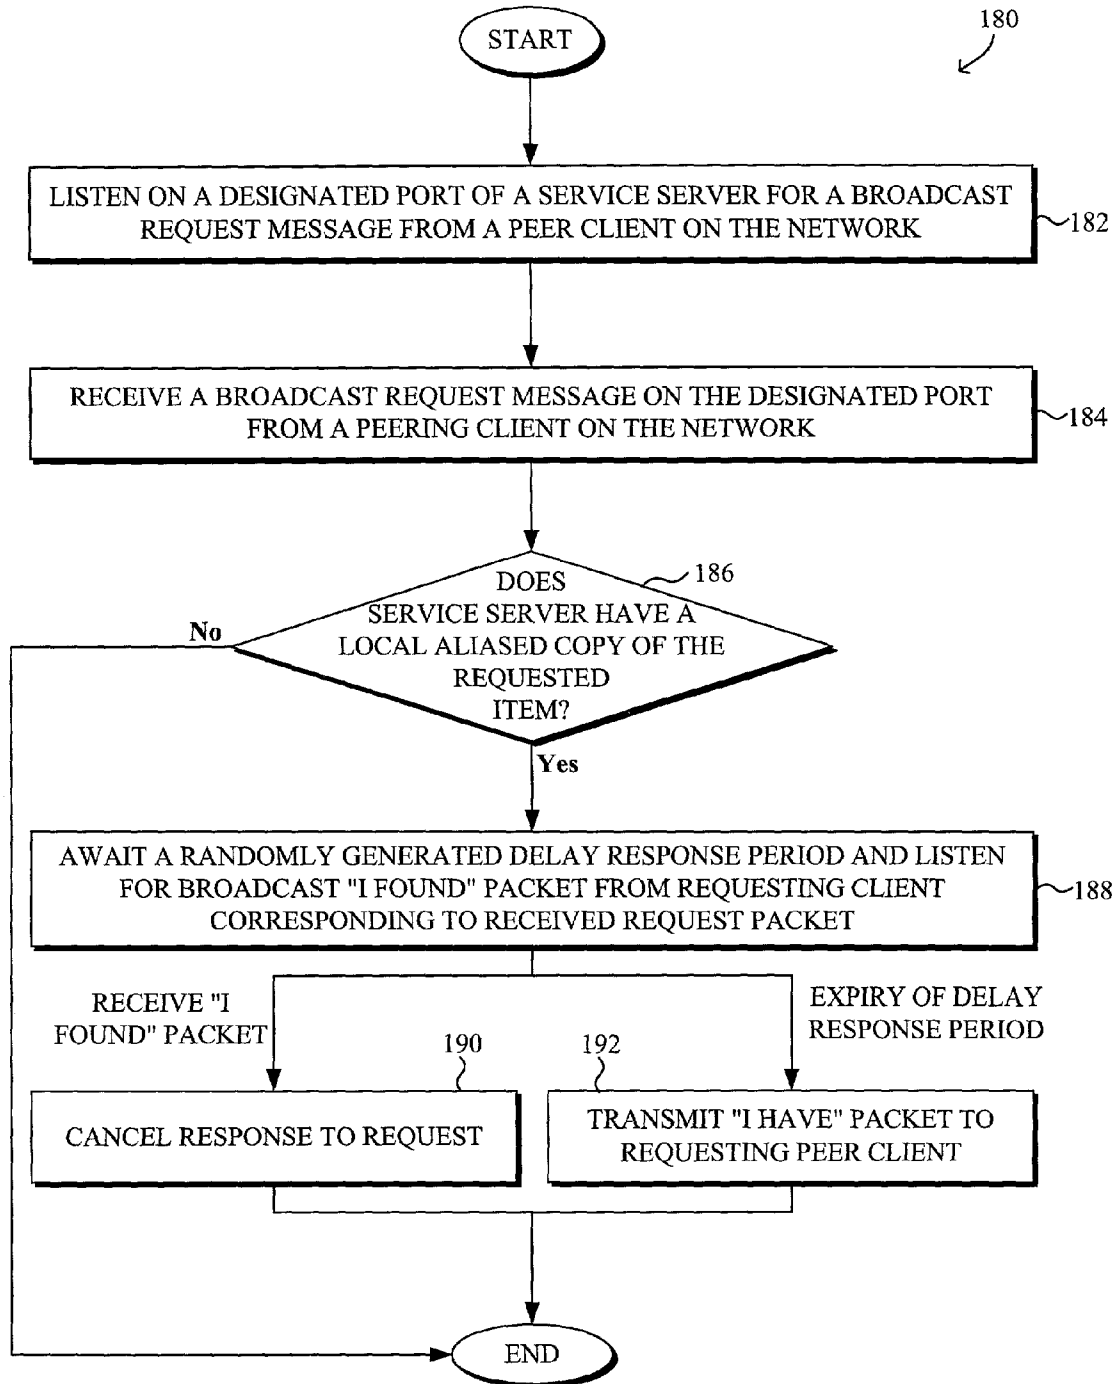 START
180
LISTEN ON A DESIGNATED PORT OF A SERVICE SERVER FOR A BROADCAST
REQUEST MESSAGE FROM A PEER CLIENT ON THE NETWORK
182
RECEIVE A BROADCAST REQUEST MESSAGE ON THE DESIGNATED PORT
FROM A PEERING CLIENT ON THE NETWORK
184
186
DOES
SERVICE SERVER HAVE A
LOCAL ALIASED COPY OF THE
REQUESTED
ITEM?
No
Yes
AWAIT A RANDOMLY GENERATED DELAY RESPONSE PERIOD AND LISTEN
FOR BROADCAST "I FOUND" PACKET FROM REQUESTING CLIENT
CORRESPONDING TO RECEIVED REQUEST PACKET
188
RECEIVE "I
FOUND" PACKET
EXPIRY OF DELAY
RESPONSE PERIOD
190
192
CANCEL RESPONSE TO REQUEST
TRANSMIT "I HAVE" PACKET TO
REQUESTING PEER CLIENT
END